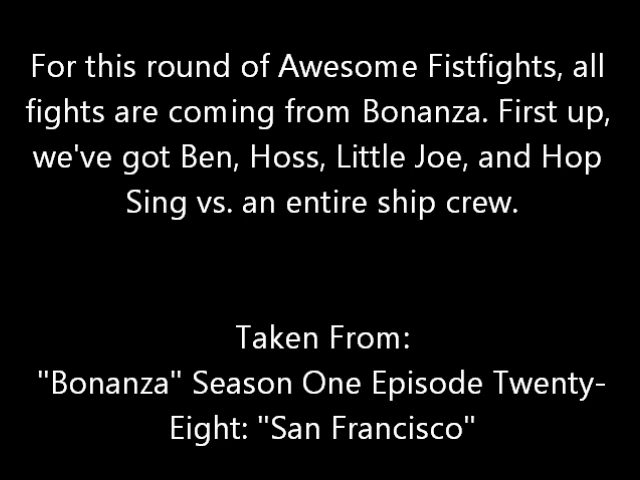 For this round of Awesome Fistfights, all
fights are coming from Bonanza. First up,
we've got Ben, Hoss, Little Joe, and Hop
Sing vs. an entire ship crew.
Taken From:
"Bonanza" Season One Episode Twenty-
Eight: "San Francisco"